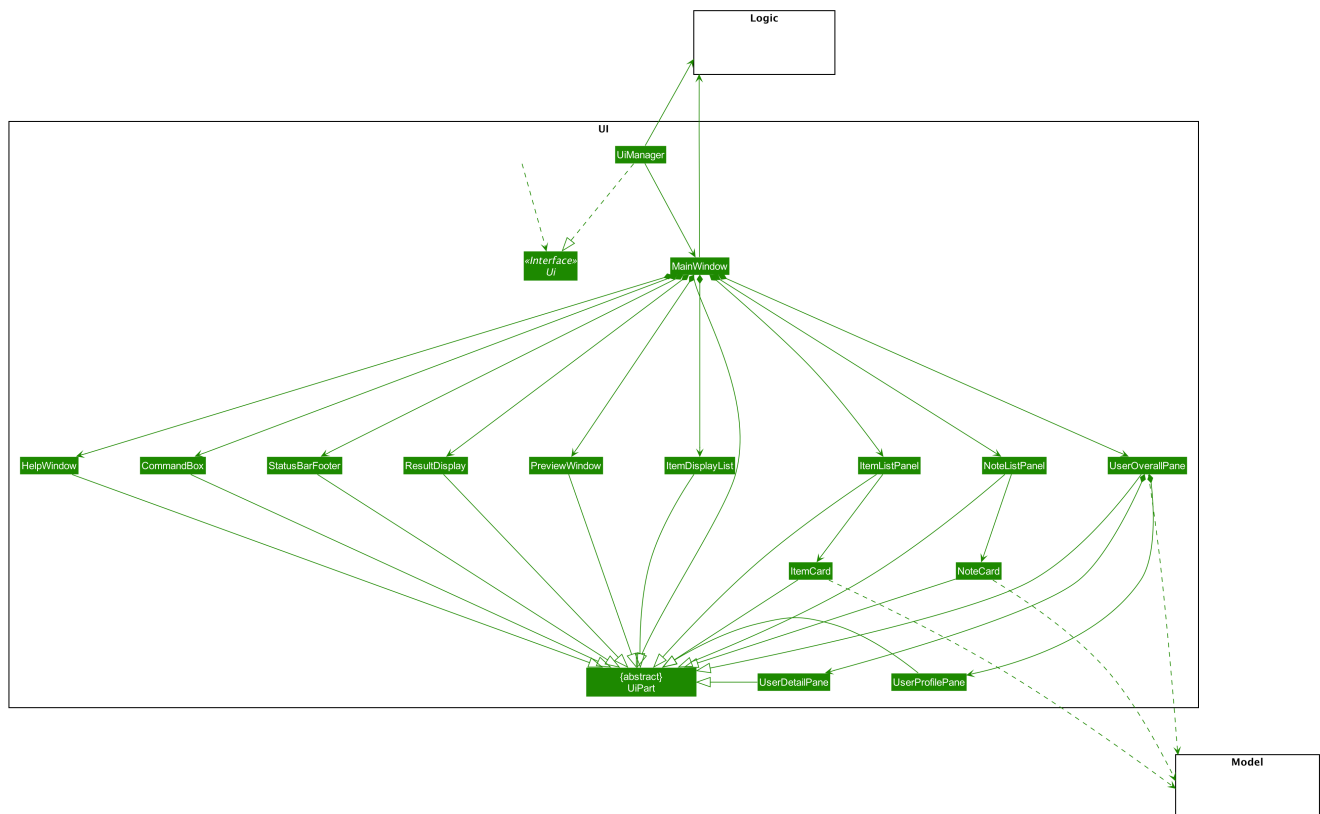 Logic
UI
UiManager
«Interface»
Ui
MainWindow
HelpWindow
CommandBox
StatusBarFooter
ResultDisplay
PreviewWindow
ItemDisplayList
ItemListPanel
NoteListPanel
UserOverallPane
ItemCard
NoteCard
{abstract}
UiPart
UserDetailPane
UserProfilePane
Model